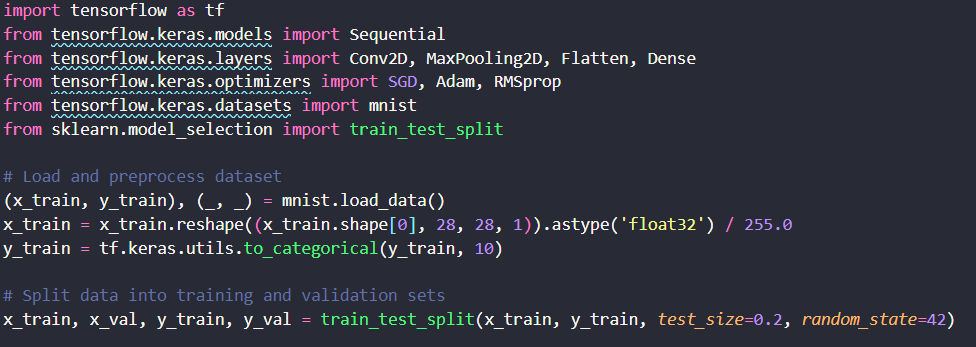 import tensorflow as tf
from tensorflow.keras.models import Sequential
from tensorflow.keras.layers import Conv2D, MaxPooling2D, Flatten, Dense
from tensorflow.keras.optimizers import SGD, Adam, RMSprop
from tensorflow.keras.datasets import mnist
from sklearn.model_selection import train_test_split
# Load and preprocess dataset
(x_train, y_train), (_, _) = mnist.load_data()
x_train = x_train.reshape((x_train.shape[0], 28, 28, 1)).astype('float32') / 255.0
y_train = tf.keras.utils.to_categorical(y_train, 10)
# Split data into training and validation sets
x_train, x_val, y_train, y_val = train_test_split(x_train, y_train, test_size=0.2, random_state=42)